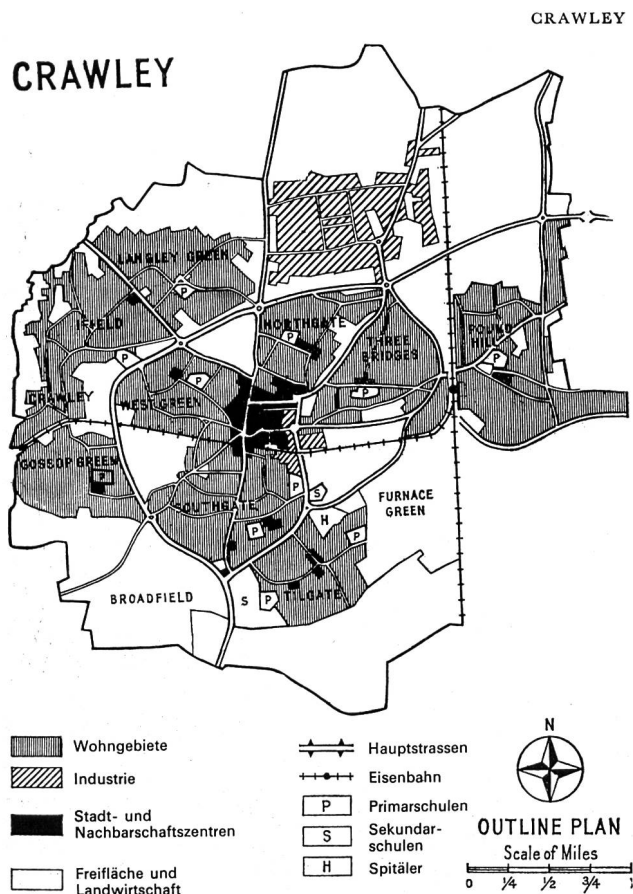 CRAWLEY
CRAWLEY
LANGLEY GREEN
IFIELD
NORTHGATE
P
P
THREE
BRIDGES
POUND
HILL
P
P
P
P
CRAWLEY
WEST GREEN
GOSSOP GREEN
P
SOUTHGATE
P
S
H
P
P
FURNACE
GREEN
BROADFIELD
S
P
TILGATE
N
Wohngebiete
Industrie
Stadt- und
Nachbarschaftszentren
Freifläche und
Landwirtschaft
Hauptstrassen
Eisenbahn
P Primarschulen
S Sekundar-
schulen
H Spitäler
OUTLINE PLAN
Scale of Miles
0 1/4 1/2 3/4 1